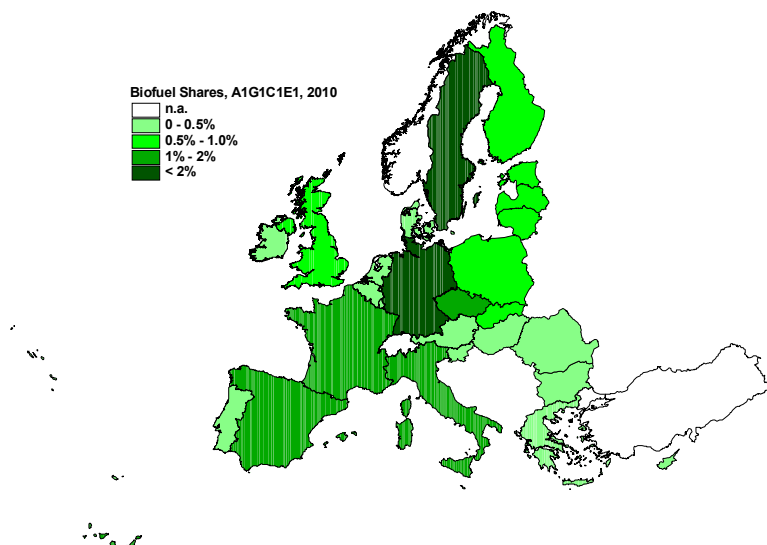 Biofuel Shares, A1G1C1E1, 2010
n.a.
0 - 0.5%
0.5% - 1.0%
1% - 2%
< 2%